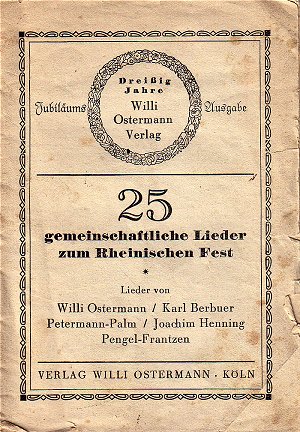 Dreißig
Jahre
Jubiläums Willi Ausgabe
Ostermann
Verlag
25
gemeinschaftliche Lieder
zum Rheinischen Fest
*
Lieder von
Willi Ostermann / Karl Berbuer
Petermann-Palm / Joachim Henning
Pengel-Frantzen
VERLAG WILLI OSTERMANN · KÖLN